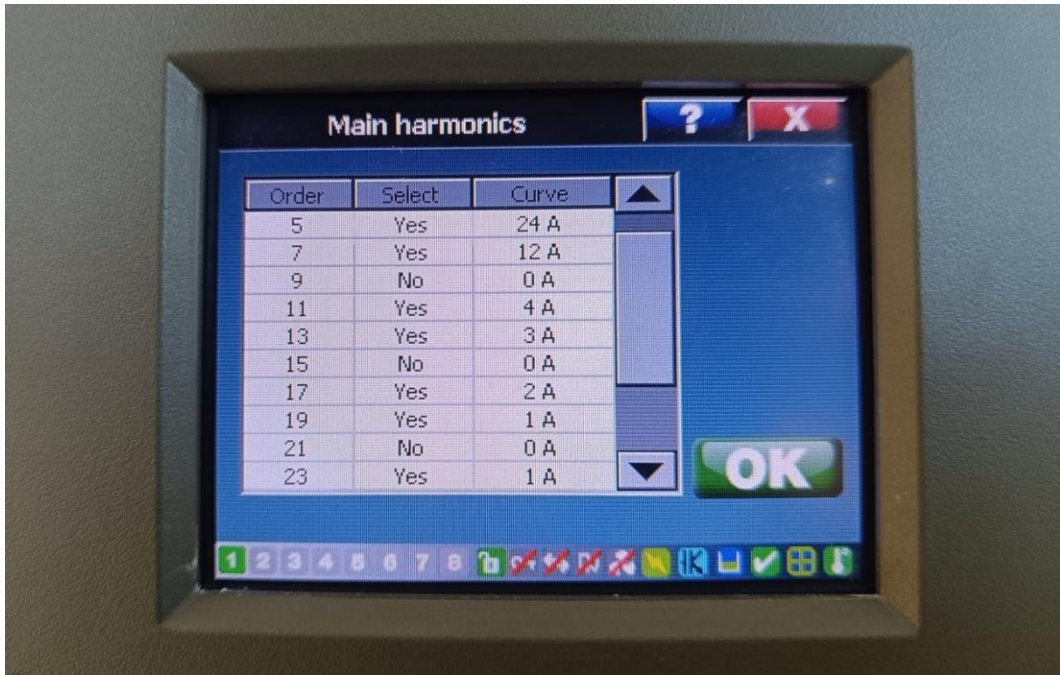 Main harmonics ? X
Order Select Curve
5 Yes 24 A
7 Yes 12 A
9 No 0 A
11 Yes 4 A
13 Yes 3 A
15 No 0 A
17 Yes 2 A
19 Yes 1 A
21 No 0 A
23 Yes 1 A
OK
1 2 3 4 5 6 7 8